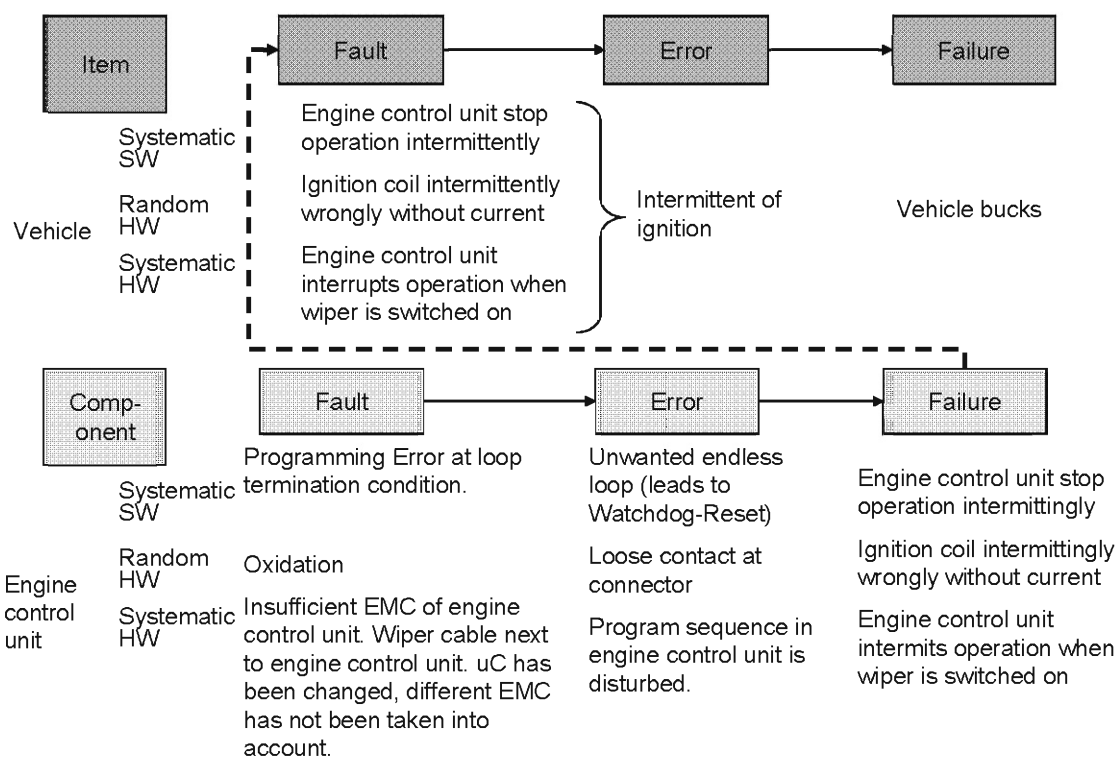 Item
Fault
Error
Failure
Systematic
SW
Engine control unit stop
operation intermittently
Vehicle
Random
HW
Ignition coil intermittently
wrongly without current
Systematic
HW
Engine control unit
interrupts operation when
wiper is switched on
Intermittent of
ignition
Vehicle bucks
Comp-
onent
Fault
Error
Failure
Systematic
SW
Programming Error at loop
termination condition.
Unwanted endless
loop (leads to
Watchdog-Reset)
Engine control unit stop
operation intermittingly
Engine
control
unit
Random
HW
Oxidation
Loose contact at
connector
Ignition coil intermittingly
wrongly without current
Systematic
HW
Insufficient EMC of engine
control unit. Wiper cable next
to engine control unit. uC has
been changed, different EMC
has not been taken into
account.
Program sequence in
engine control unit is
disturbed.
Engine control unit
intermits operation when
wiper is switched on